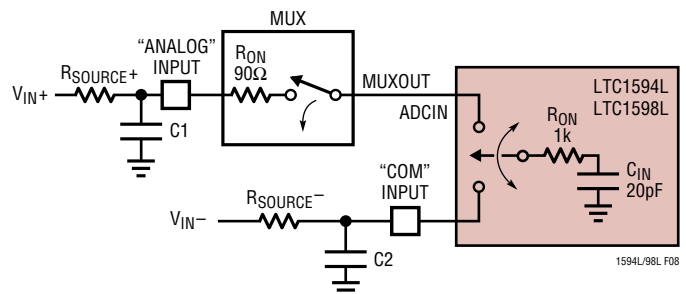 MUX
"ANALOG"
INPUT
RON
90Ω
RSOURCE+
VIN+
C1
MUXOUT
ADCIN
LTC1594L
LTC1598L
RON
1k
CIN
20pF
"COM"
INPUT
RSOURCE–
VIN–
C2
1594L/98L F08